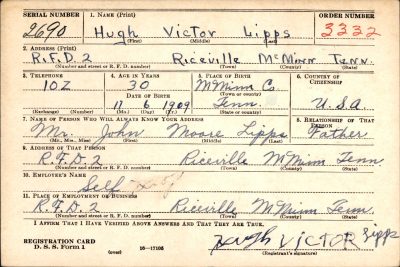 SERIAL NUMBER 1. NAME (Print) ORDER NUMBER
2690 Hugh Victor Lipps 3332
(First) (Middle) (Last)
2. ADDRESS (Print)
R.F.D. 2 Riceville McMinn Tenn.
(Number and street or R. F. D. number) (Town) (County) (State)
3. TELEPHONE 4. AGE IN YEARS 5. PLACE OF BIRTH 6. COUNTRY OF CITIZENSHIP
10Z 30 McMinn Co.
DATE OF BIRTH (Town or county)
11 6 1909 Tenn. U.S.A.
(Exchange) (Number) (Mo.) (Day) (Yr.) (State or country)
7. NAME OF PERSON WHO WILL ALWAYS KNOW YOUR ADDRESS 8. RELATIONSHIP OF THAT PERSON
Mr. John Moore Lipps Father
(Mr., Mrs., Miss) (First) (Middle) (Last)
9. ADDRESS OF THAT PERSON
R.F.D. 2 Riceville McMinn Tenn
(Number and street or R. F. D. number) (Town) (County) (State)
10. EMPLOYER'S NAME
Self
11. PLACE OF EMPLOYMENT OR BUSINESS
R.F.D. 2 Riceville McMinn Tenn.
(Number and street or R. F. D. number) (Town) (County) (State)
I AFFIRM THAT I HAVE VERIFIED ABOVE ANSWERS AND THAT THEY ARE TRUE.
REGISTRATION CARD Hugh VICTOR Lipps
D. S. S. Form 1 (over) 16—17105 (Registrant's signature)